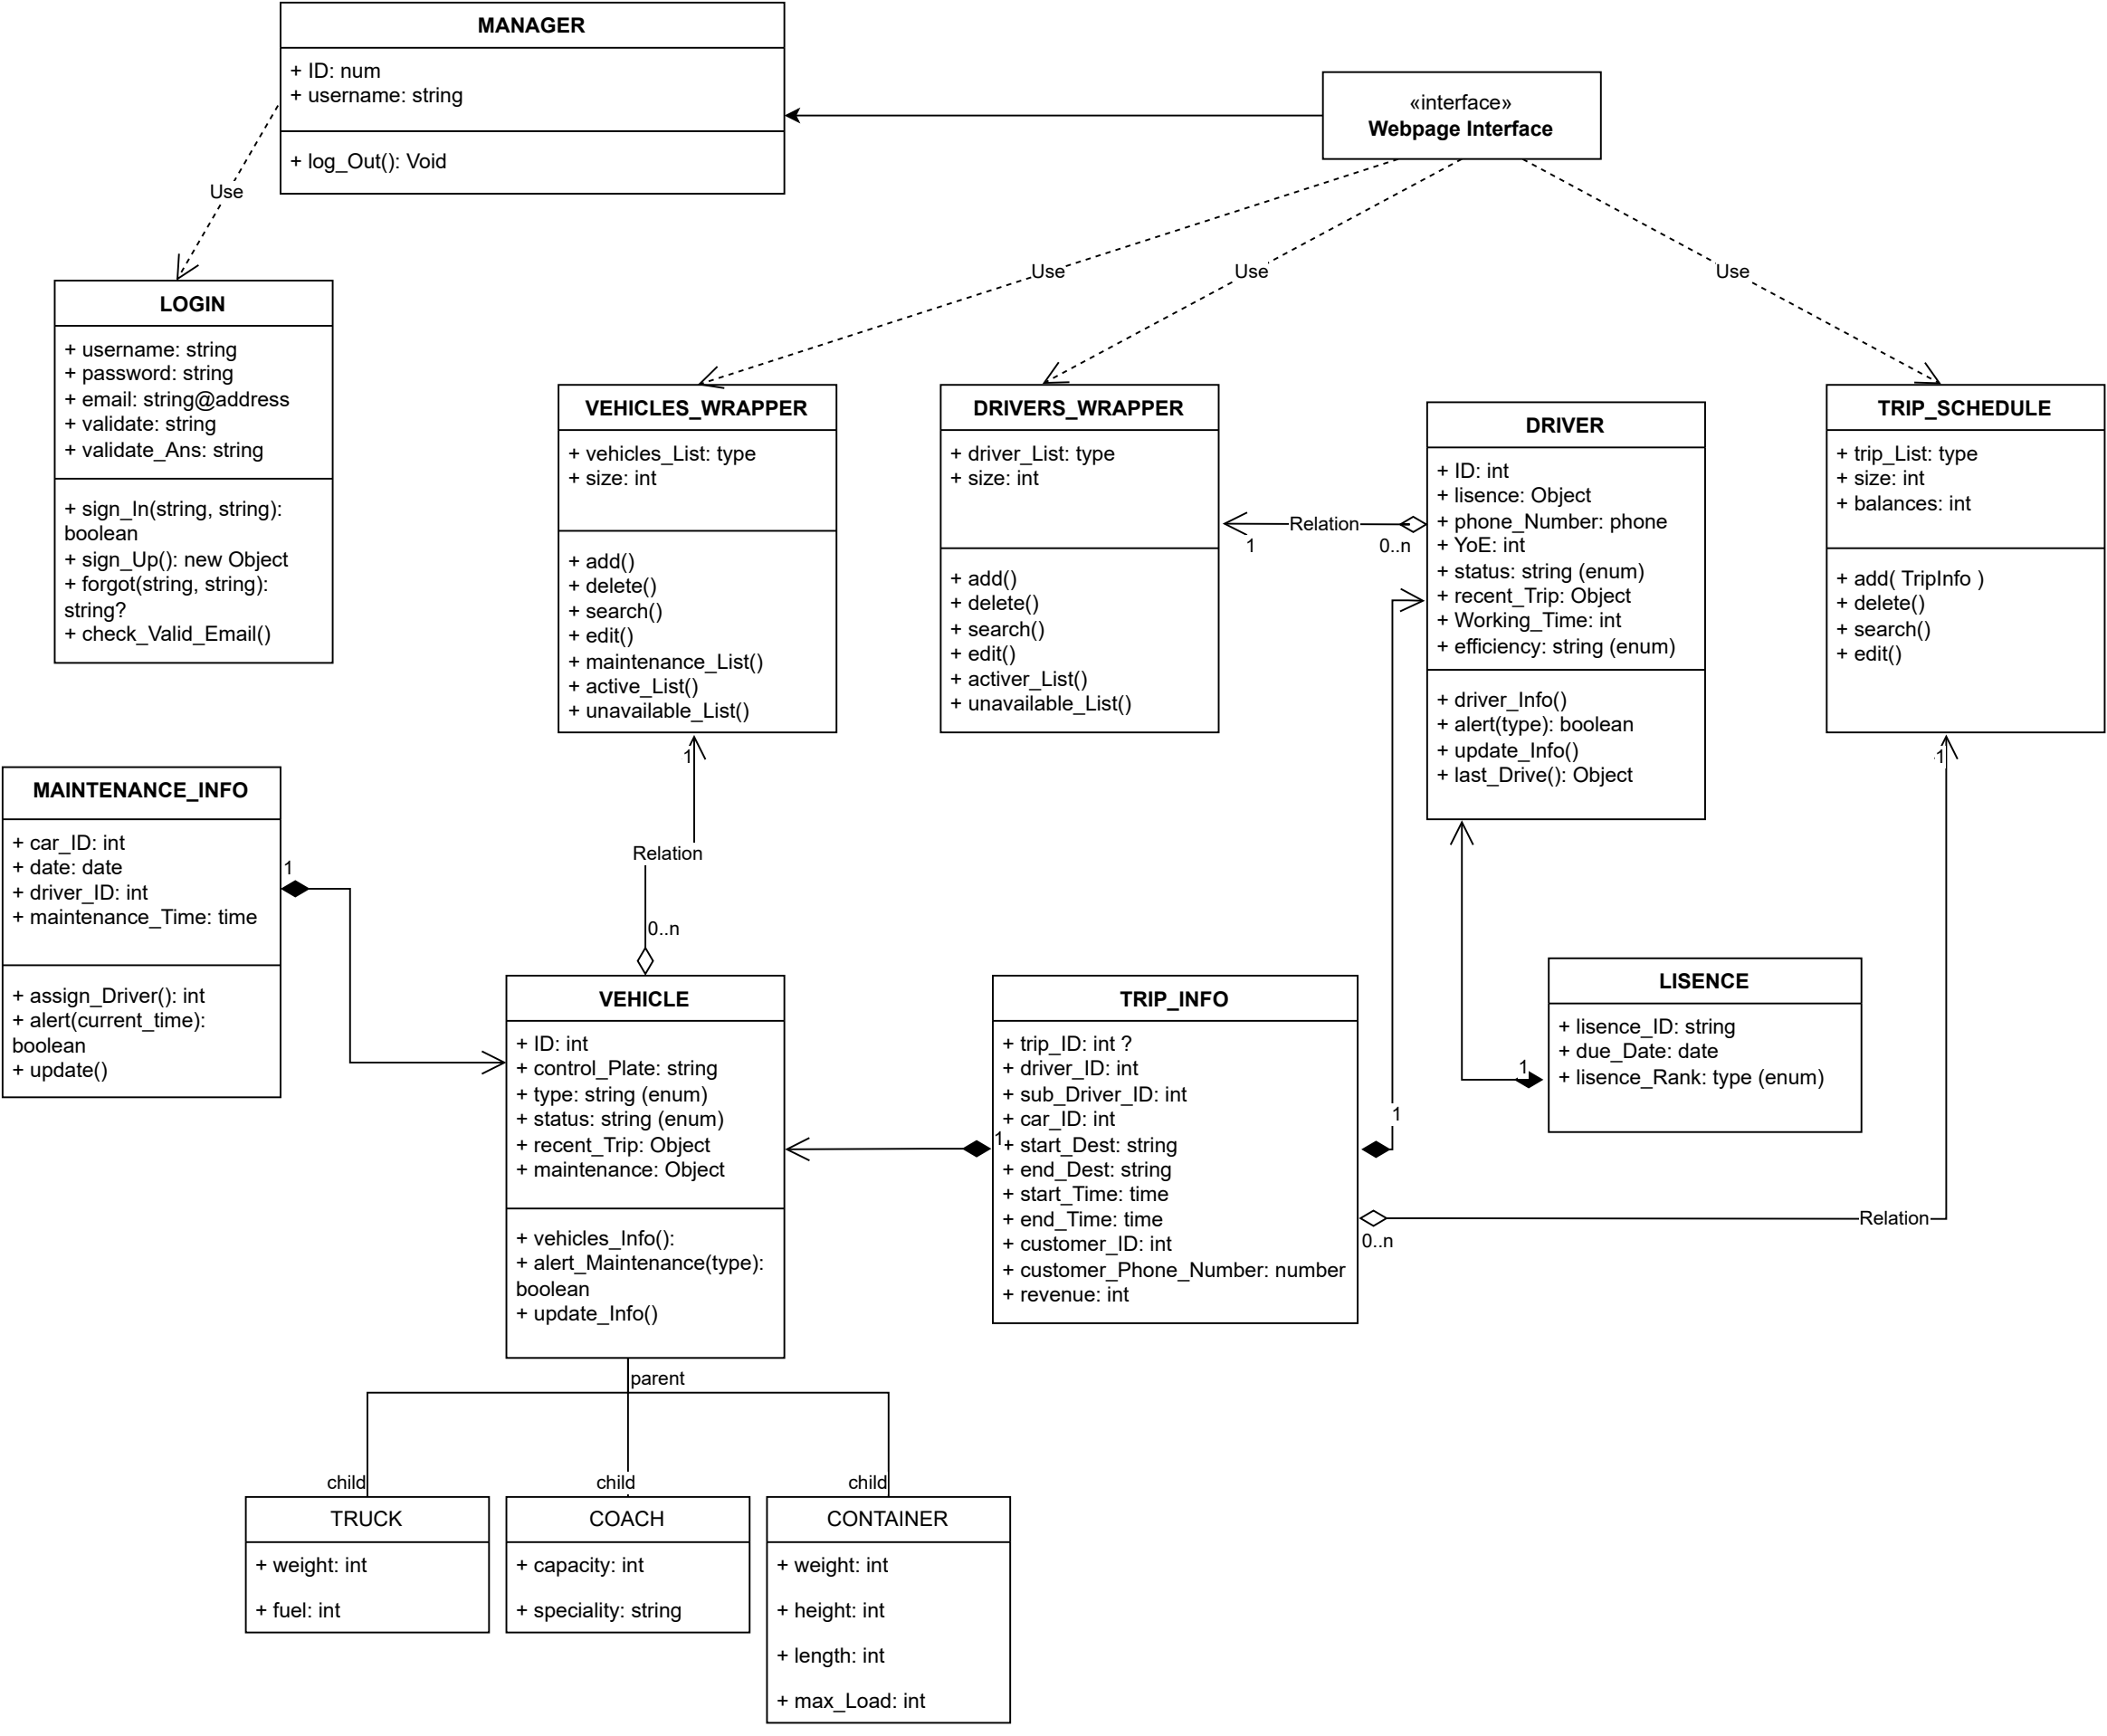 MANAGER
+ ID: num
+ username: string
+ log_Out(): Void
«interface»
Webpage Interface
Use
Use
Use
Use
LOGIN
+ username: string
+ password: string
+ email: string@address
+ validate: string
+ validate_Ans: string
+ sign_In(string, string):
boolean
+ sign_Up(): new Object
+ forgot(string, string):
string?
+ check_Valid_Email()
VEHICLES_WRAPPER
+ vehicles_List: type
+ size: int
+ add()
+ delete()
+ search()
+ edit()
+ maintenance_List()
+ active_List()
+ unavailable_List()
DRIVERS_WRAPPER
+ driver_List: type
+ size: int
+ add()
+ delete()
+ search()
+ edit()
+ activer_List()
+ unavailable_List()
Relation
1
0..n
DRIVER
+ ID: int
+ lisence: Object
+ phone_Number: phone
+ YoE: int
+ status: string (enum)
+ recent_Trip: Object
+ Working_Time: int
+ efficiency: string (enum)
+ driver_Info()
+ alert(type): boolean
+ update_Info()
+ last_Drive(): Object
TRIP_SCHEDULE
+ trip_List: type
+ size: int
+ balances: int
+ add( TripInfo )
+ delete()
+ search()
+ edit()
1
1
MAINTENANCE_INFO
+ car_ID: int
+ date: date
+ driver_ID: int
+ maintenance_Time: time
+ assign_Driver(): int
+ alert(current_time):
boolean
+ update()
1
Relation
0..n
VEHICLE
+ ID: int
+ control_Plate: string
+ type: string (enum)
+ status: string (enum)
+ recent_Trip: Object
+ maintenance: Object
+ vehicles_Info():
+ alert_Maintenance(type):
boolean
+ update_Info()
1
TRIP_INFO
+ trip_ID: int ?
+ driver_ID: int
+ sub_Driver_ID: int
+ car_ID: int
+ start_Dest: string
+ end_Dest: string
+ start_Time: time
+ end_Time: time
+ customer_ID: int
+ customer_Phone_Number: number
+ revenue: int
1
0..n
Relation
1
LISENCE
+ lisence_ID: string
+ due_Date: date
+ lisence_Rank: type (enum)
parent
child
child
child
TRUCK
+ weight: int
+ fuel: int
COACH
+ capacity: int
+ speciality: string
CONTAINER
+ weight: int
+ height: int
+ length: int
+ max_Load: int